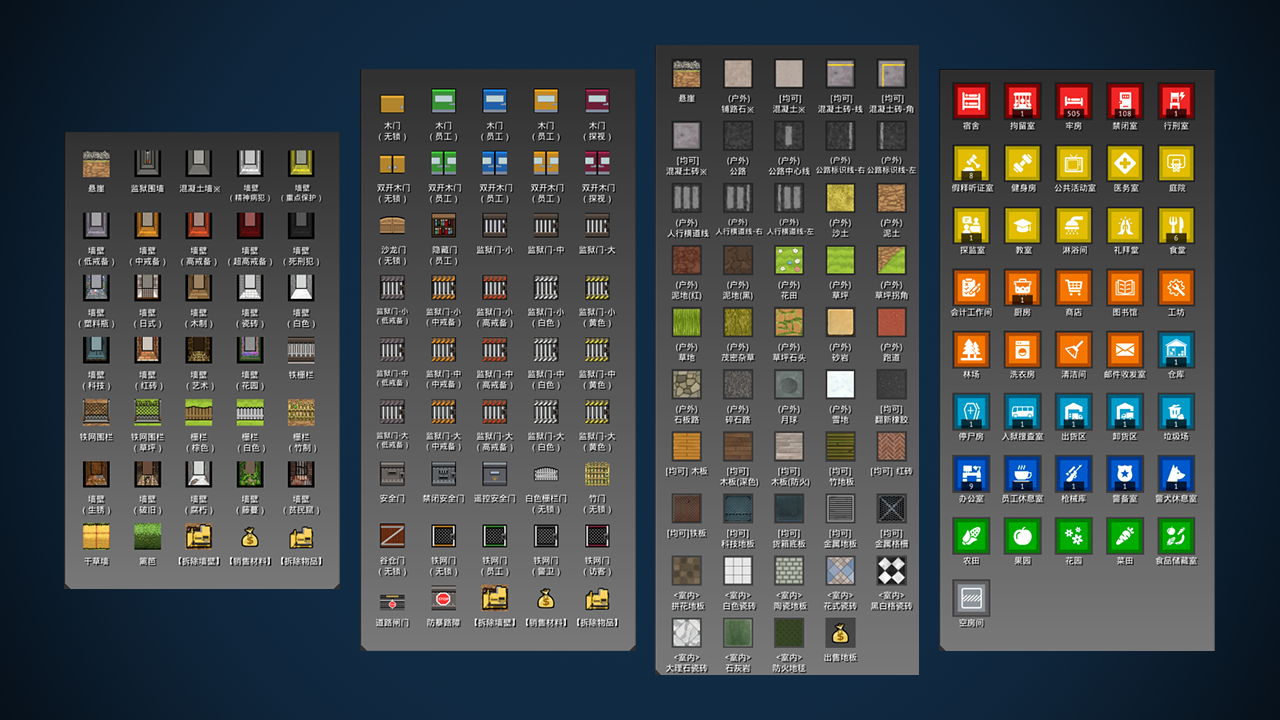 悬崖 监狱围墙 混凝土墙※ 墙壁 墙壁
(精神病犯) (重点保护)
墙壁 墙壁 墙壁 墙壁 墙壁
(低戒备) (中戒备) (高戒备) (超高戒备) (死刑犯)
墙壁 墙壁 墙壁 墙壁 墙壁
(塑料瓶) (日式) (木制) (瓷砖) (白色)
墙壁 墙壁 墙壁 墙壁 铁栅栏
(科技) (红砖) (艺术) (花园)
铁网围栏 铁网围栏 栅栏 栅栏 栅栏
(草坪) (棕色) (白色) (竹制)
墙壁 墙壁 墙壁 墙壁 墙壁
(生锈) (破旧) (腐朽) (藤蔓) (贫民窟)
干草墙 篱笆 【拆除墙壁】 【销售材料】 【拆除物品】
木门 木门 木门 木门 木门
(无锁) (员工) (员工) (员工) (探视)
双开木门 双开木门 双开木门 双开木门 双开木门
(无锁) (员工) (员工) (员工) (探视)
沙龙门 隐藏门 监狱门-小 监狱门-中 监狱门-大
(无锁) (员工)
监狱门-小 监狱门-小 监狱门-小 监狱门-小 监狱门-小
(低戒备) (中戒备) (高戒备) (白色) (黄色)
监狱门-中 监狱门-中 监狱门-中 监狱门-中 监狱门-中
(低戒备) (中戒备) (高戒备) (白色) (黄色)
监狱门-大 监狱门-大 监狱门-大 监狱门-大 监狱门-大
(低戒备) (中戒备) (高戒备) (白色) (黄色)
安全门 禁闭安全门 遥控安全门 白色栅栏门 竹门
(无锁) (无锁)
谷仓门 铁网门 铁网门 铁网门 铁网门
(无锁) (无锁) (员工) (警卫) (访客)
STOP
道路闸门 防暴路障 【拆除墙壁】 【销售材料】 【拆除物品】
悬崖 (户外) [均可] [均可] [均可]
铺路石※ 混凝土※ 混凝土砖-线 混凝土砖-角
[均可] (户外) (户外) (户外) (户外)
混凝土砖※ 公路 公路中心线 公路标识线-右 公路标识线-左
(户外) (户外) (户外) (户外) (户外)
人行横道线 人行横道线-右 人行横道线-左 沙土 泥土
(户外) (户外) (户外) (户外) (户外)
泥地(红) 泥地(黑) 花田 草坪 草坪拐角
(户外) (户外) (户外) (户外) (户外)
草地 茂密杂草 草坪石头 砂岩 跑道
(户外) (户外) (户外) (户外) [均可]
石板路 碎石路 月球 雪地 翻新橡胶
[均可] 木板 [均可] [均可] [均可] [均可] 红砖
木板(深色) 木板(防火) 竹地板
[均可]铁板 [均可] [均可] [均可] [均可]
科技地板 货箱底板 金属地板 金属格栅
<室内> <室内> <室内> <室内> <室内>
拼花地板 白色瓷砖 陶瓷地板 花式瓷砖 黑白格瓷砖
<室内> <室内> <室内> 出售地板
大理石瓷砖 石灰岩 防火地毯
1 505 108 1
宿舍 拘留室 牢房 禁闭室 行刑室
8
假释听证室 健身房 公共活动室 医务室 庭院
1 6
探监室 教室 淋浴间 礼拜堂 食堂
1
会计工作间 厨房 商店 图书馆 工坊
1
林场 洗衣房 清洁间 邮件收发室 仓库
1 1 1 1 1
停尸房 入狱搜查室 出货区 卸货区 垃圾场
9 1 1 1 1
办公室 员工休息室 枪械库 警备室 警犬休息室
农田 果园 花园 菜田 食品储藏室
空房间